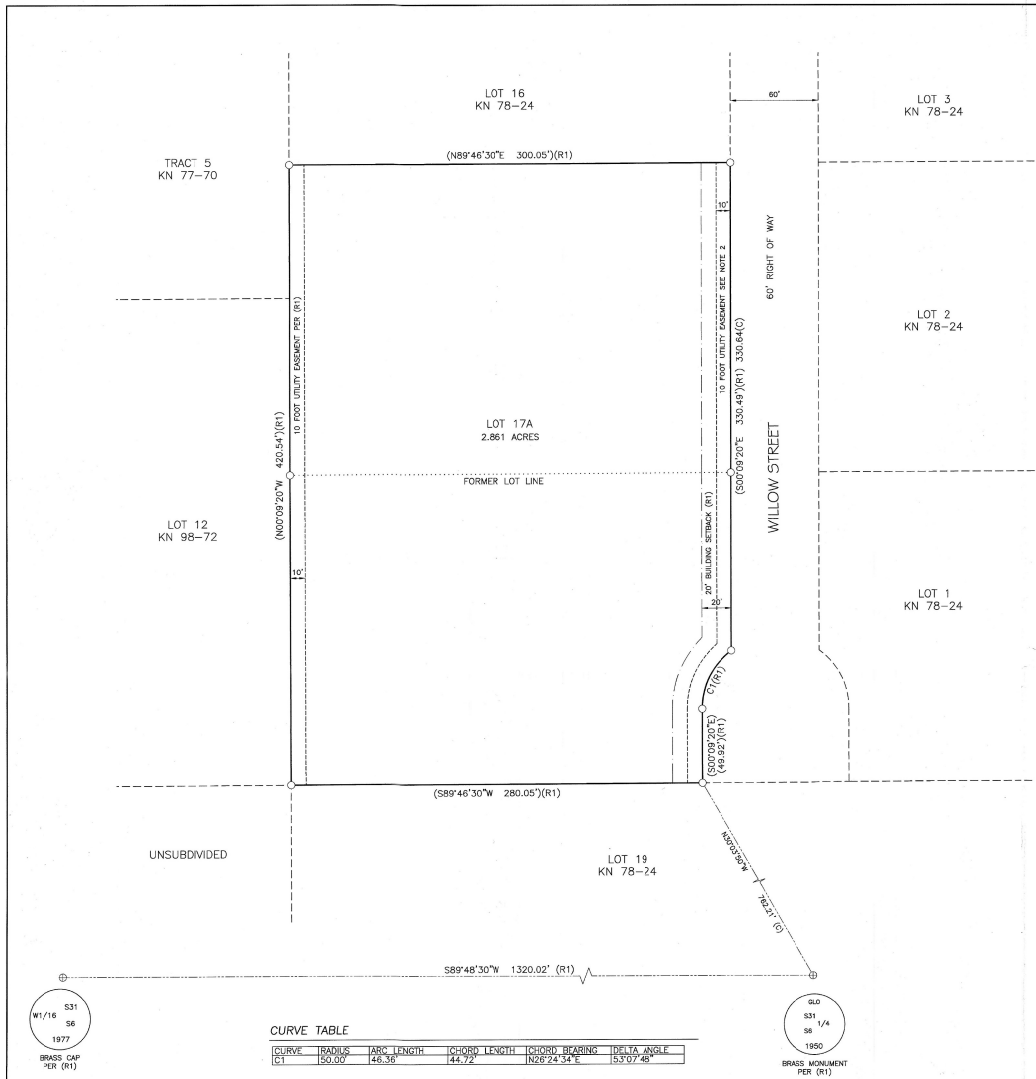 LOT 16
KN 78-24
60'
LOT 3
KN 78-24
TRACT 5
KN 77-70
(N89°46'30"E 300.05')(R1)
10'
10 FOOT UTILITY EASEMENT PER (R1)
10 FOOT UTILITY EASEMENT SEE NOTE 2
60' RIGHT OF WAY
LOT 2
KN 78-24
(S00°09'20"E 330.49')(R1) 330.64(C)
LOT 17A
2.861 ACRES
(N00°09'20"W 420.54')(R1)
FORMER LOT LINE
WILLOW STREET
20' BUILDING SETBACK (R1)
LOT 12
KN 98-72
10'
20'
LOT 1
KN 78-24
C1(R1)
(S00°09'20"E)
(49.92')(R1)
(S89°46'30"W 280.05')(R1)
UNSUBDIVIDED
LOT 19
KN 78-24
N30°03'50"W
762.21' (C)
S89°48'30"W 1320.02' (R1)
W1/16 S31
S6
1977
BRASS CAP
PER (R1)
GLO
S31
1/4
S6
1950
BRASS MONUMENT
PER (R1)
CURVE TABLE
CURVE RADIUS ARC LENGTH CHORD LENGTH CHORD BEARING DELTA ANGLE
C1 50.00' 46.36' 44.72' N26°24'34"E 53°07'48"